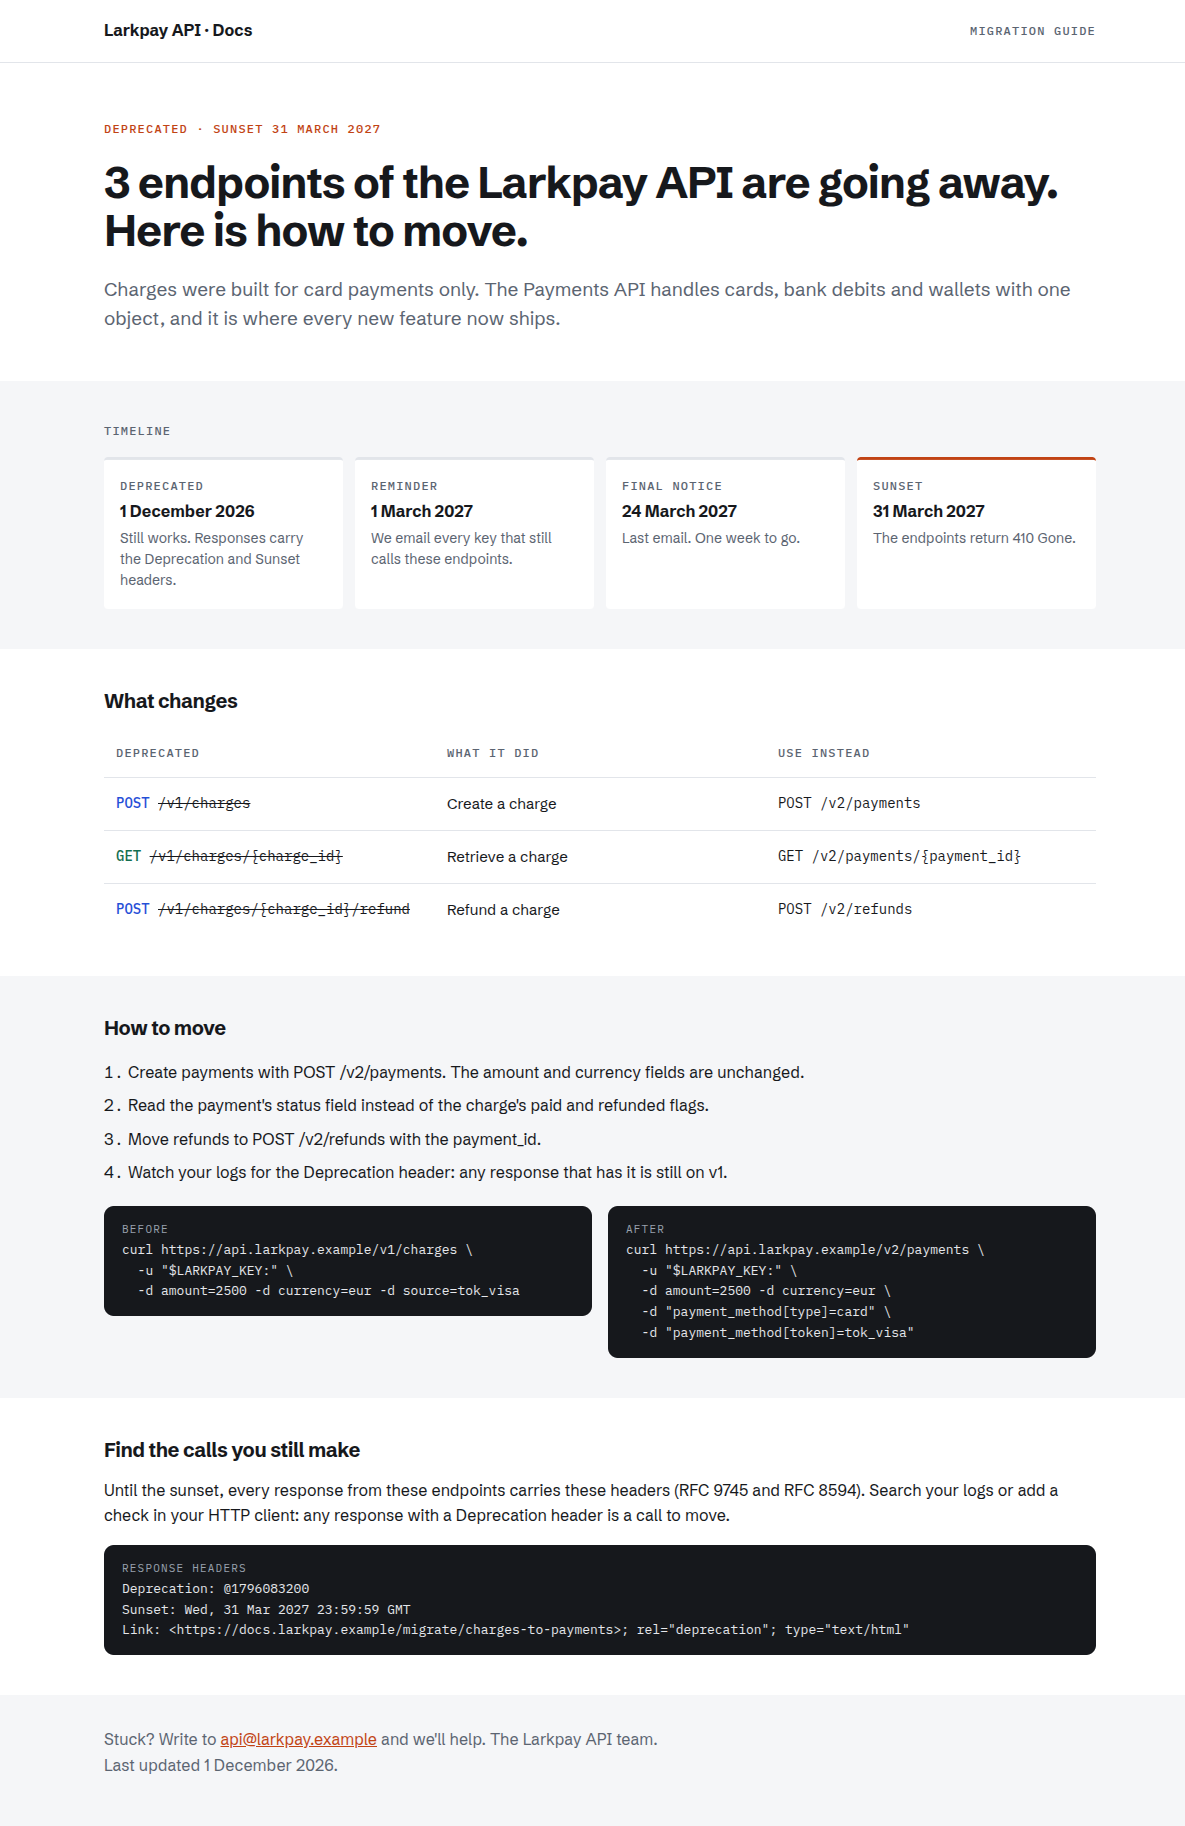 Larkpay API · Docs
MIGRATION GUIDE
DEPRECATED · SUNSET 31 MARCH 2027
3 endpoints of the Larkpay API are going away.
Here is how to move.
Charges were built for card payments only. The Payments API handles cards, bank debits and wallets with one
object, and it is where every new feature now ships.
TIMELINE
DEPRECATED
1 December 2026
Still works. Responses carry
the Deprecation and Sunset
headers.
REMINDER
1 March 2027
We email every key that still
calls these endpoints.
FINAL NOTICE
24 March 2027
Last email. One week to go.
SUNSET
31 March 2027
The endpoints return 410 Gone.
What changes
DEPRECATED WHAT IT DID USE INSTEAD
POST /v1/charges Create a charge POST /v2/payments
GET /v1/charges/{charge_id} Retrieve a charge GET /v2/payments/{payment_id}
POST /v1/charges/{charge_id}/refund Refund a charge POST /v2/refunds
How to move
1. Create payments with POST /v2/payments. The amount and currency fields are unchanged.
2. Read the payment's status field instead of the charge's paid and refunded flags.
3. Move refunds to POST /v2/refunds with the payment_id.
4. Watch your logs for the Deprecation header: any response that has it is still on v1.
BEFORE
curl https://api.larkpay.example/v1/charges \
  -u "$LARKPAY_KEY:" \
  -d amount=2500 -d currency=eur -d source=tok_visa
AFTER
curl https://api.larkpay.example/v2/payments \
  -u "$LARKPAY_KEY:" \
  -d amount=2500 -d currency=eur \
  -d "payment_method[type]=card" \
  -d "payment_method[token]=tok_visa"
Find the calls you still make
Until the sunset, every response from these endpoints carries these headers (RFC 9745 and RFC 8594). Search your logs or add a
check in your HTTP client: any response with a Deprecation header is a call to move.
RESPONSE HEADERS
Deprecation: @1796083200
Sunset: Wed, 31 Mar 2027 23:59:59 GMT
Link: <https://docs.larkpay.example/migrate/charges-to-payments>; rel="deprecation"; type="text/html"
Stuck? Write to api@larkpay.example and we'll help. The Larkpay API team.
Last updated 1 December 2026.